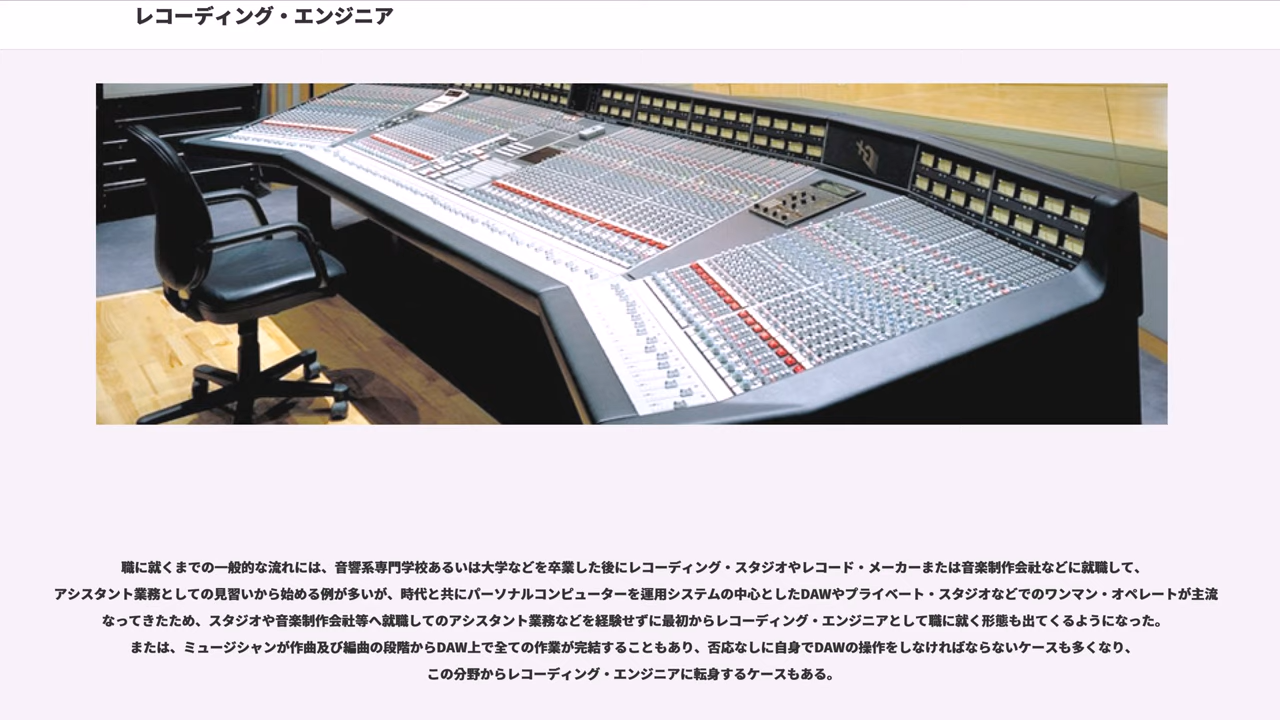 レコーディング・エンジニア
職に就くまでの一般的な流れには、音響系専門学校あるいは大学などを卒業した後にレコーディング・スタジオやレコード・メーカーまたは音楽制作会社などに就職して、
アシスタント業務としての見習いから始める例が多いが、時代と共にパーソナルコンピューターを運用システムの中心としたDAWやプライベート・スタジオなどでのワンマン・オペレートが主流
なってきたため、スタジオや音楽制作会社等へ就職してのアシスタント業務などを経験せずに最初からレコーディング・エンジニアとして職に就く形態も出てくるようになった。
または、ミュージシャンが作曲及び編曲の段階からDAW上で全ての作業が完結することもあり、否応なしに自身でDAWの操作をしなければならないケースも多くなり、
この分野からレコーディング・エンジニアに転身するケースもある。